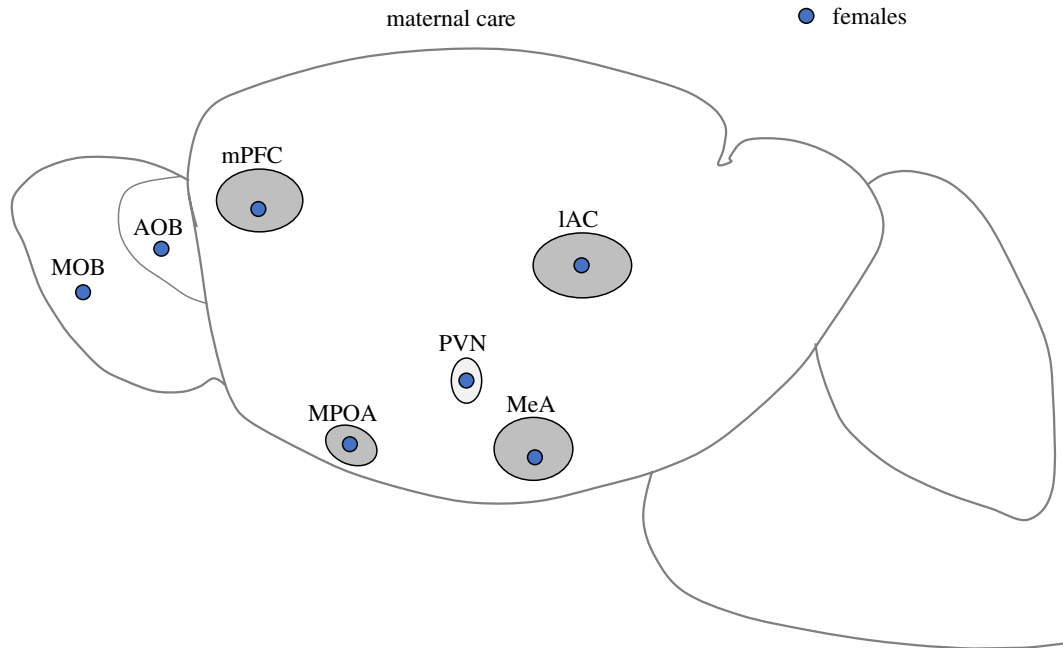 maternal care
females
mPFC
AOB
lAC
MOB
PVN
MeA
MPOA